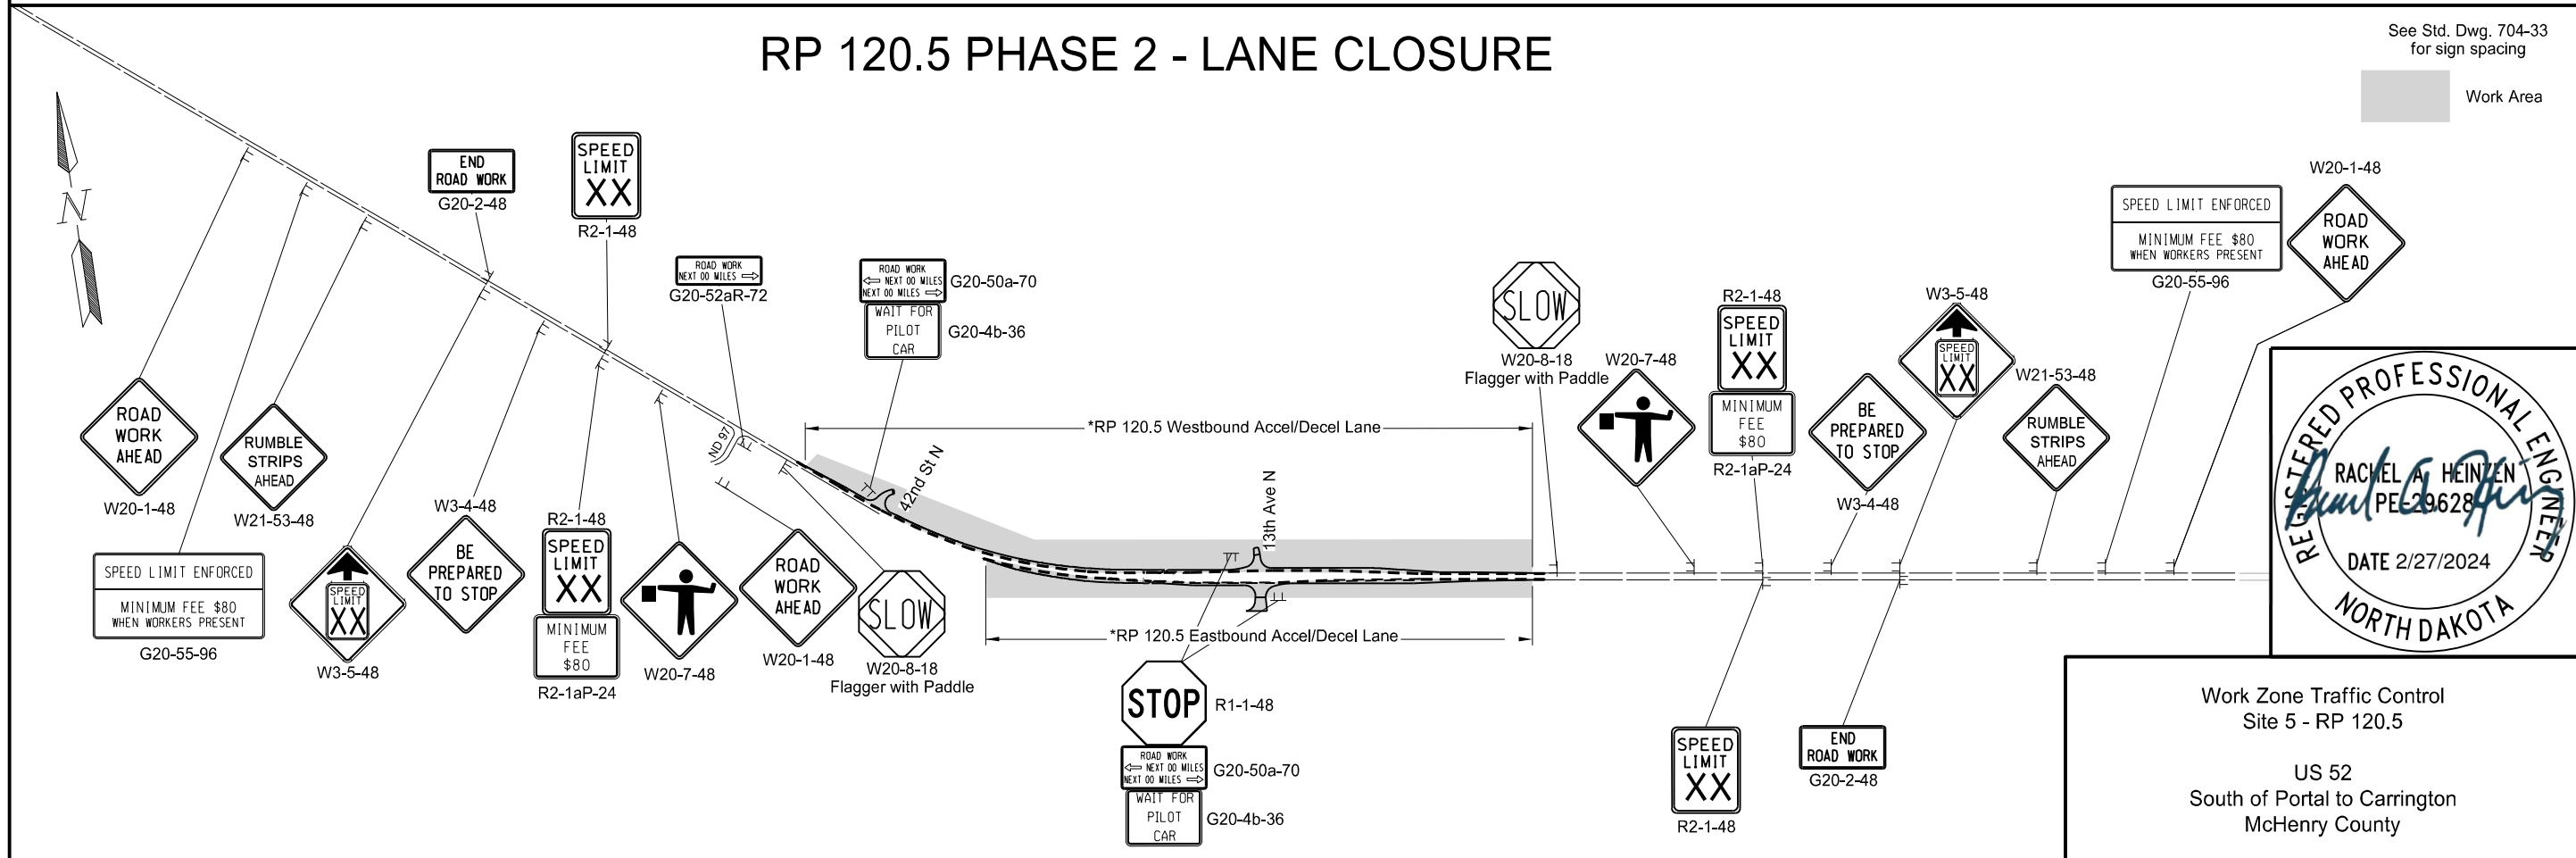 RP 120.5 PHASE 2 - LANE CLOSURE
See Std. Dwg. 704-33
for sign spacing
Work Area
N
END
ROAD WORK
G20-2-48
SPEED
LIMIT
XX
R2-1-48
ROAD WORK
NEXT 00 MILES
G20-52aR-72
ROAD WORK
NEXT 00 MILES
NEXT 00 MILES
G20-50a-70
WAIT FOR
PILOT
CAR
G20-4b-36
ROAD
WORK
AHEAD
W20-1-48
SPEED LIMIT ENFORCED
MINIMUM FEE $80
WHEN WORKERS PRESENT
G20-55-96
RUMBLE
STRIPS
AHEAD
W21-53-48
SPEED
LIMIT
XX
W3-5-48
W3-4-48
BE
PREPARED
TO STOP
R2-1-48
SPEED
LIMIT
XX
MINIMUM
FEE
$80
R2-1aP-24
W20-7-48
ROAD
WORK
AHEAD
W20-1-48
SLOW
W20-8-18
Flagger with Paddle
ND 97
42nd St N
13th Ave N
*RP 120.5 Westbound Accel/Decel Lane
*RP 120.5 Eastbound Accel/Decel Lane
STOP
R1-1-48
ROAD WORK
NEXT 00 MILES
NEXT 00 MILES
G20-50a-70
WAIT FOR
PILOT
CAR
G20-4b-36
SLOW
W20-8-18
Flagger with Paddle
W20-7-48
R2-1-48
SPEED
LIMIT
XX
MINIMUM
FEE
$80
R2-1aP-24
BE
PREPARED
TO STOP
W3-4-48
W3-5-48
SPEED
LIMIT
XX
W21-53-48
RUMBLE
STRIPS
AHEAD
SPEED LIMIT ENFORCED
MINIMUM FEE $80
WHEN WORKERS PRESENT
G20-55-96
W20-1-48
ROAD
WORK
AHEAD
SPEED
LIMIT
XX
R2-1-48
END
ROAD WORK
G20-2-48
REGISTERED PROFESSIONAL ENGINEER
RACHEL A. HEINZEN
PE-29628
DATE 2/27/2024
NORTH DAKOTA
Work Zone Traffic Control
Site 5 - RP 120.5
US 52
South of Portal to Carrington
McHenry County